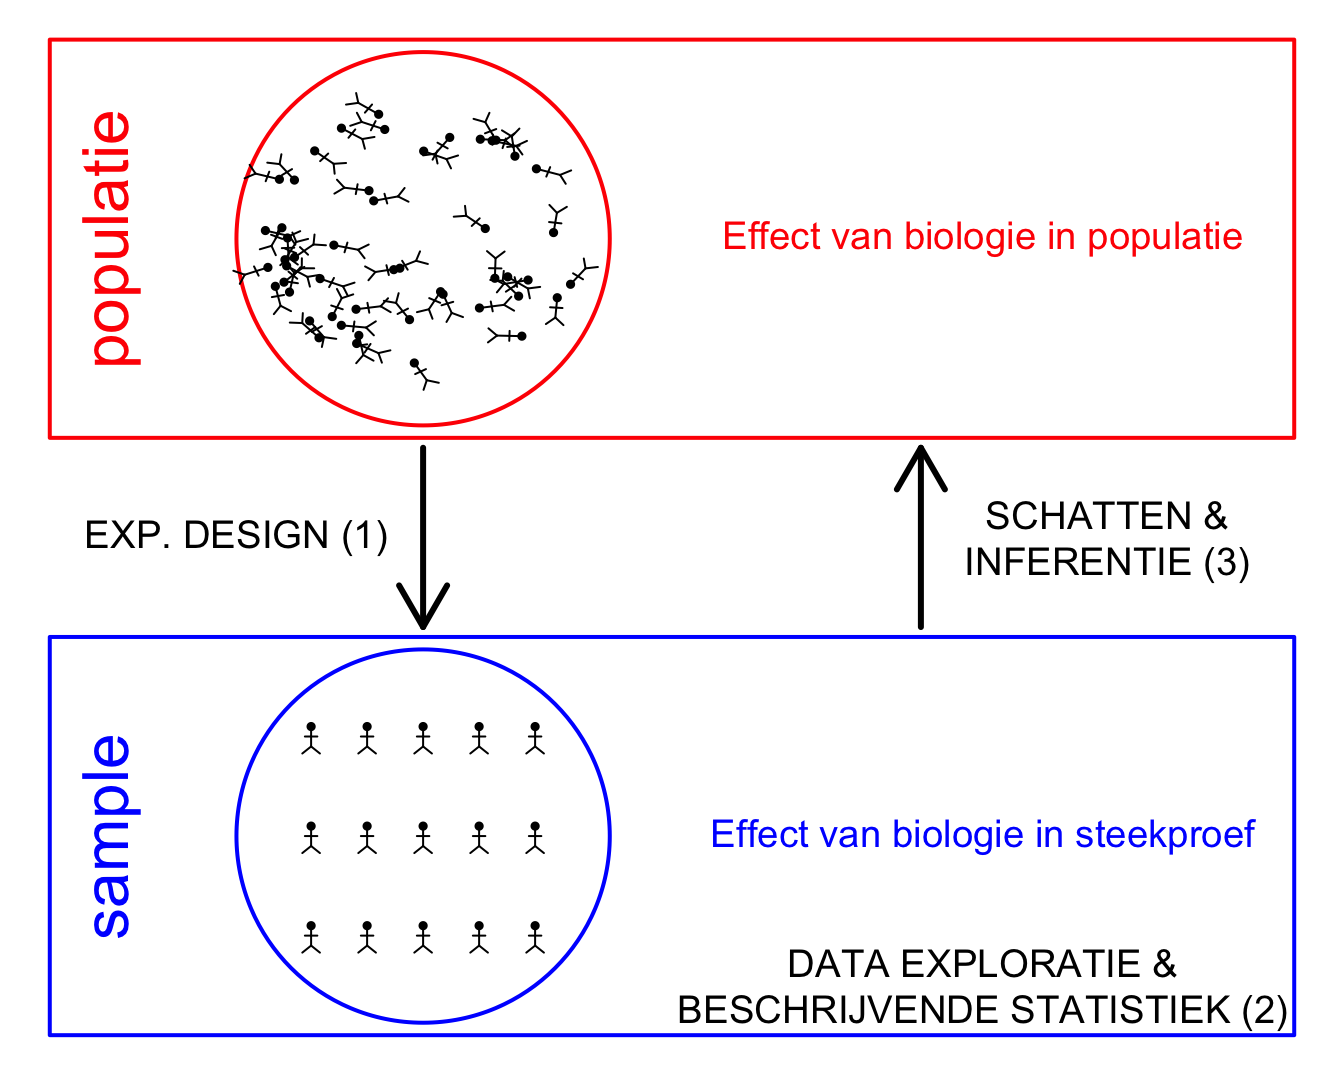 populatie
Effect van biologie in populatie
EXP. DESIGN (1)
SCHATTEN &
INFERENTIE (3)
sample
Effect van biologie in steekproef
DATA EXPLORATIE &
BESCHRIJVENDE STATISTIEK (2)